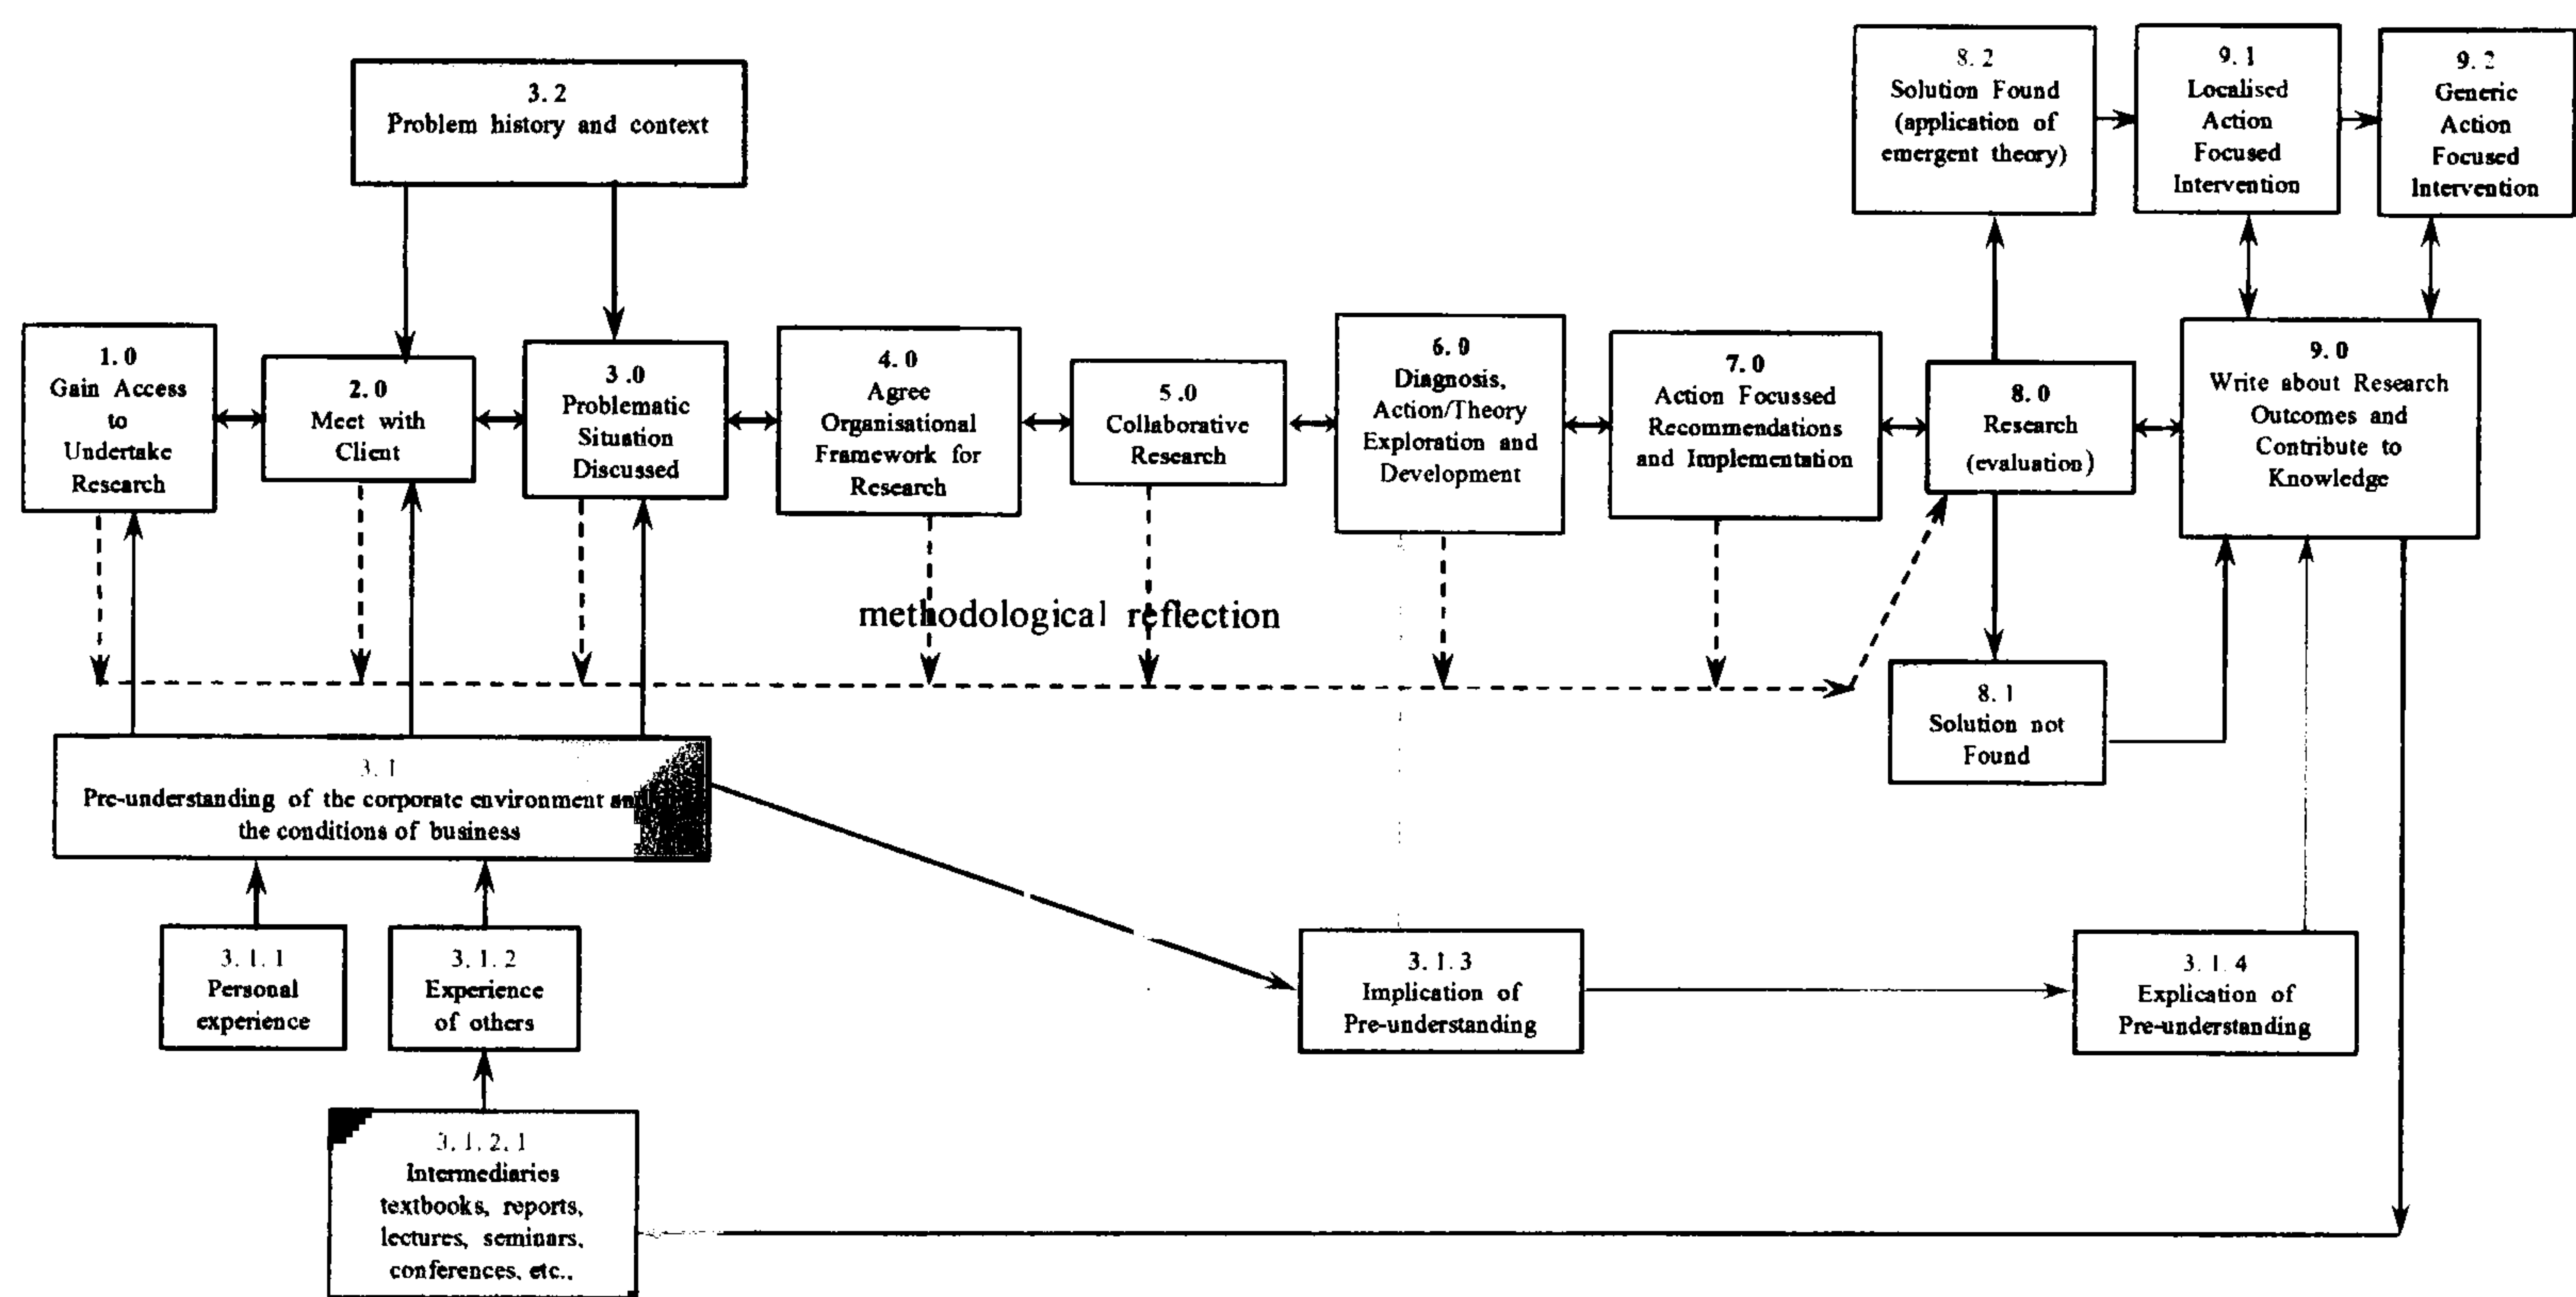 3.2
Problem history and context
8.2
Solution Found
(application of
emergent theory)
9.1
Localised
Action
Focused
Intervention
9.2
Generic
Action
Focused
Intervention
1.0
Gain Access
to
Undertake
Research
2.0
Meet with
Client
3.0
Problematic
Situation
Discussed
4.0
Agree
Organisational
Framework for
Research
5.0
Collaborative
Research
6.0
Diagnosis,
Action/Theory
Exploration and
Development
7.0
Action Focussed
Recommendations
and Implementation
8.0
Research
(evaluation)
9.0
Write about Research
Outcomes and
Contribute to
Knowledge
methodological reflection
8.1
Solution not
Found
3.1
Pre-understanding of the corporate environment and
the conditions of business
3.1.1
Personal
experience
3.1.2
Experience
of others
3.1.3
Implication of
Pre-understanding
3.1.4
Explication of
Pre-understanding
3.1.2.1
Intermediaries
textbooks, reports,
lectures, seminars,
conferences, etc.,